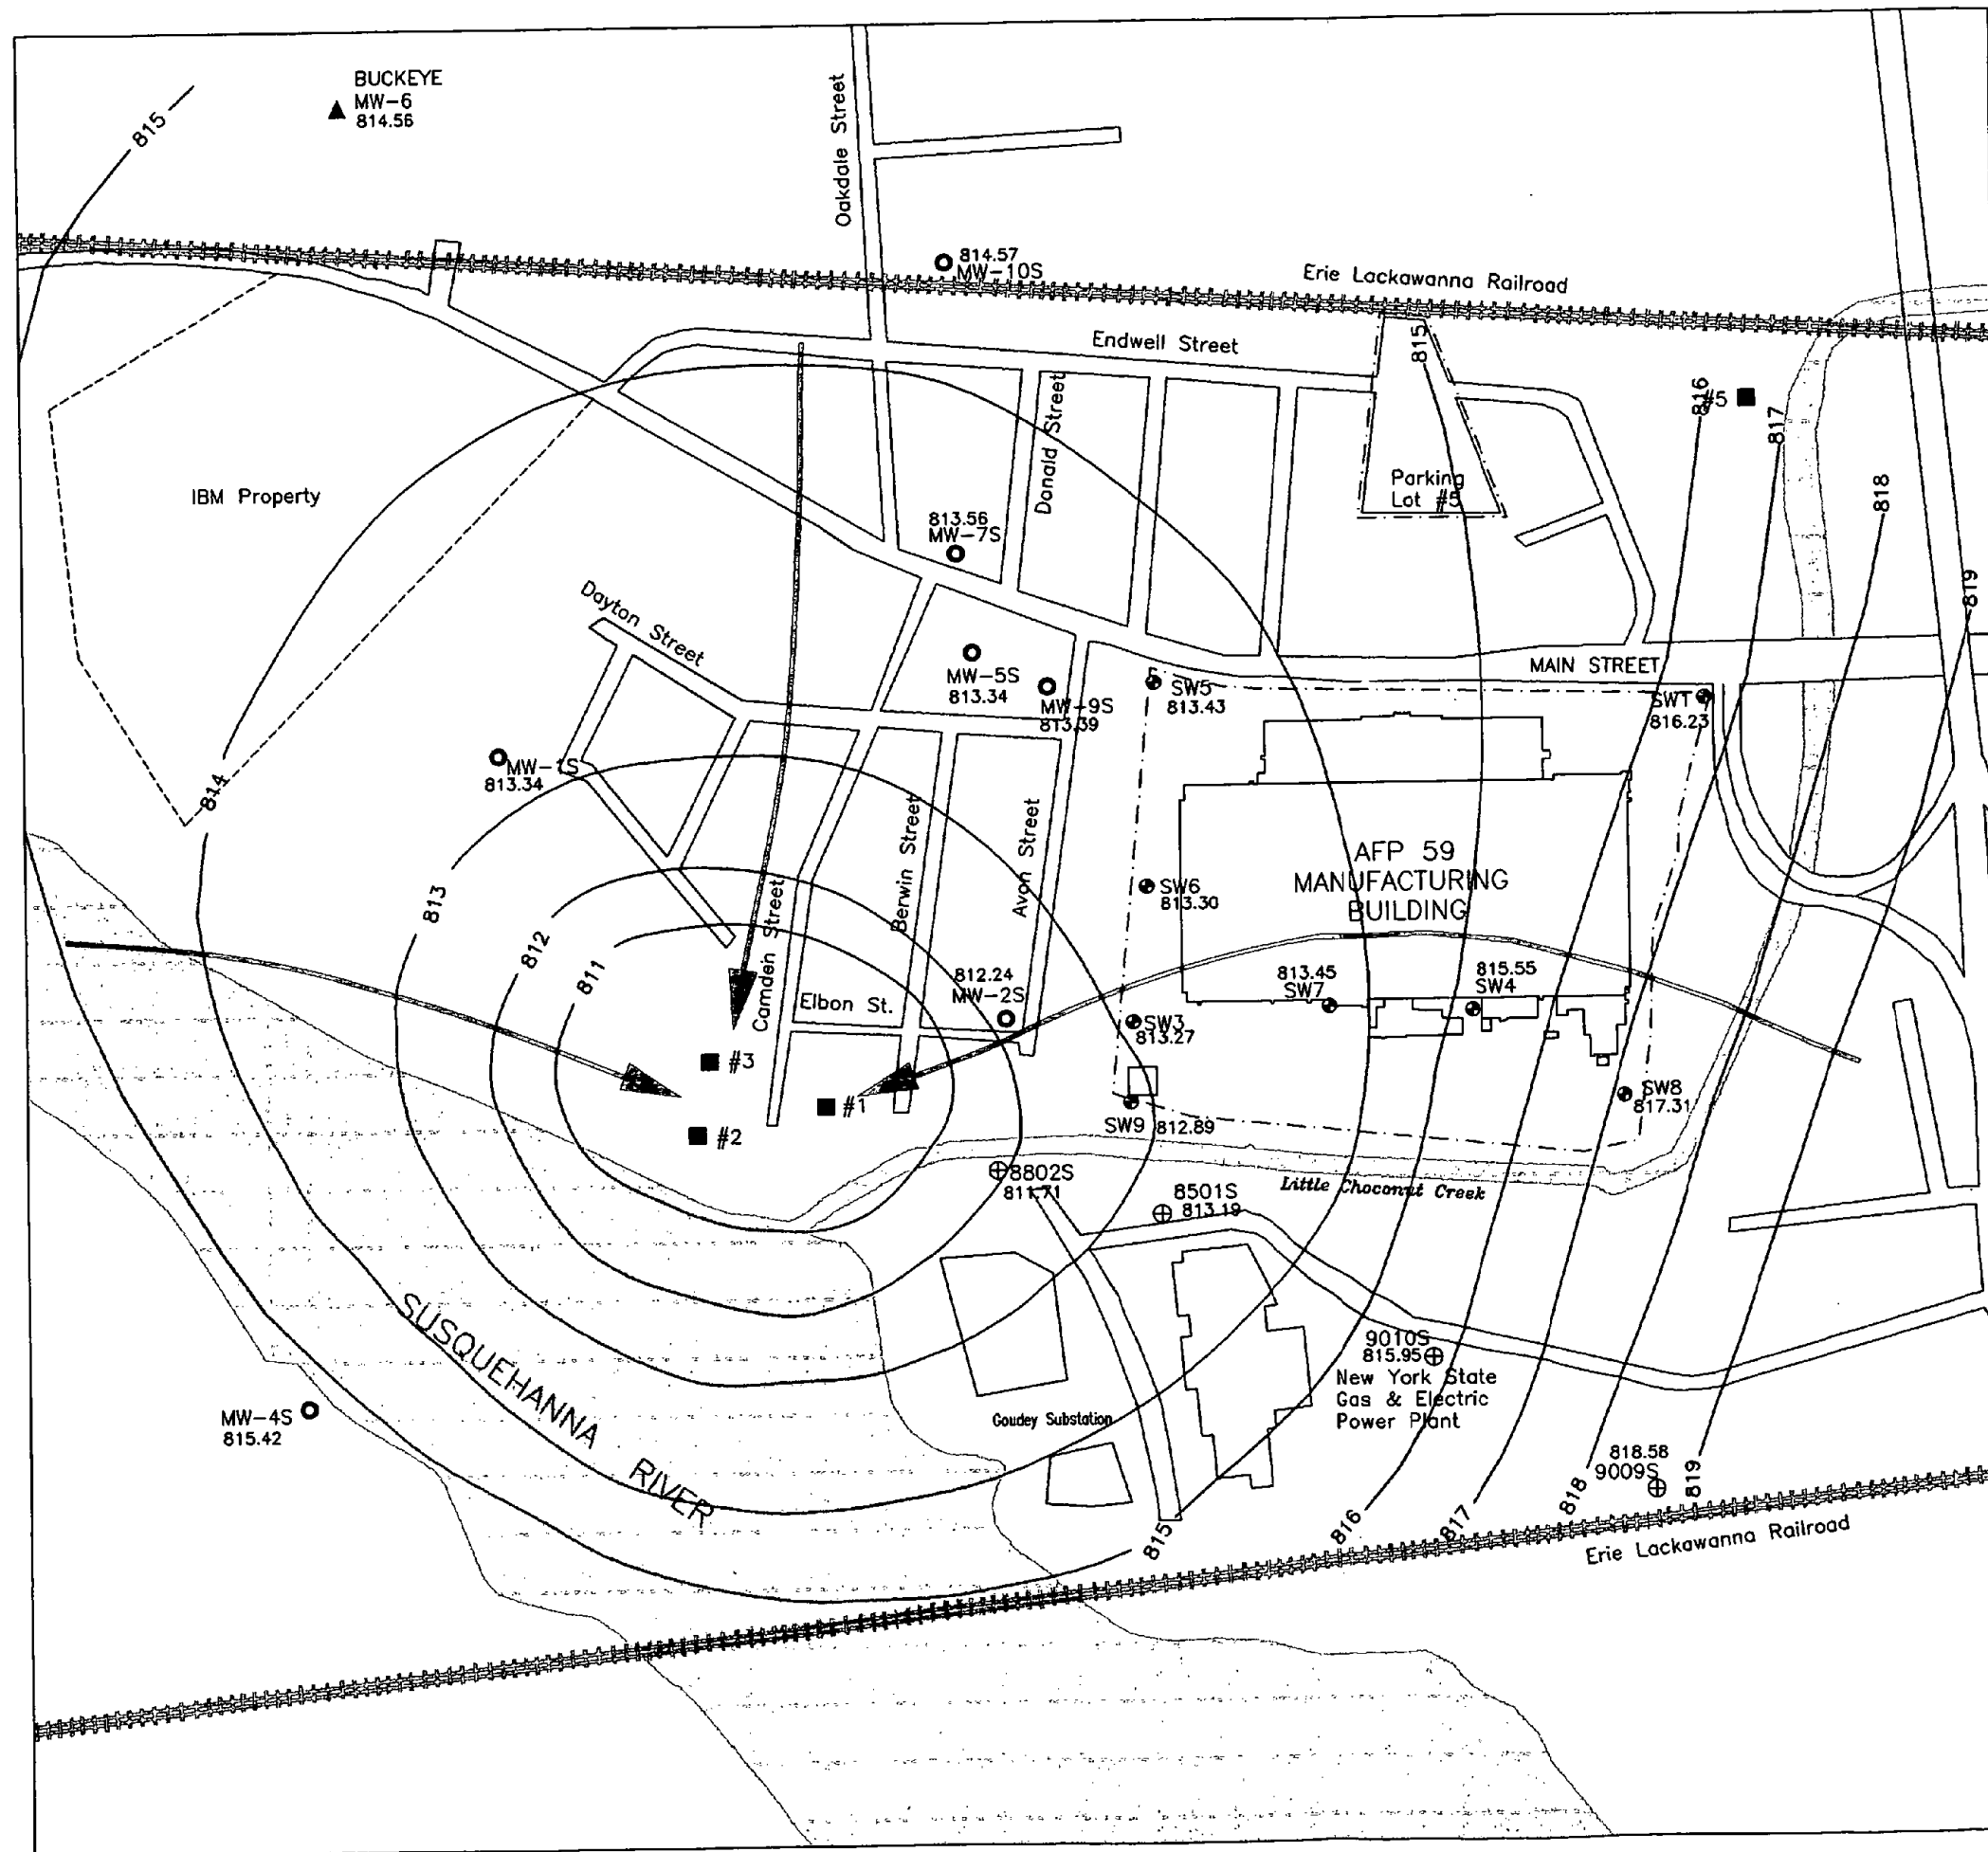 BUCKEYE
MW-6
814.56
815
Oakdale Street
814.57
MW-10S
Erie Lackawanna Railroad
Endwell Street
815
816
#5
817
818
819
Donald Street
Parking
Lot #5
IBM Property
813.56
MW-7S
Dayton Street
MW-5S
813.34
MW-9S
813.39
SW5
813.43
MAIN STREET
SW1
816.23
MW-1S
813.34
814
813
812
811
Camden Street
Berwin Street
Avon Street
SW6
813.30
AFP 59
MANUFACTURING
BUILDING
812.24
MW-2S
Elbon St.
813.45
SW7
815.55
SW4
SW3
813.27
#3
#1
#2
SW9 812.89
SW8
817.31
8802S
811.71
8501S
813.19
Little Choconut Creek
SUSQUEHANNA
RIVER
MW-4S
815.42
Goudey Substation
9010S
815.95
New York State
Gas & Electric
Power Plant
818.58
9009S
815
816
817
818
819
Erie Lackawanna Railroad